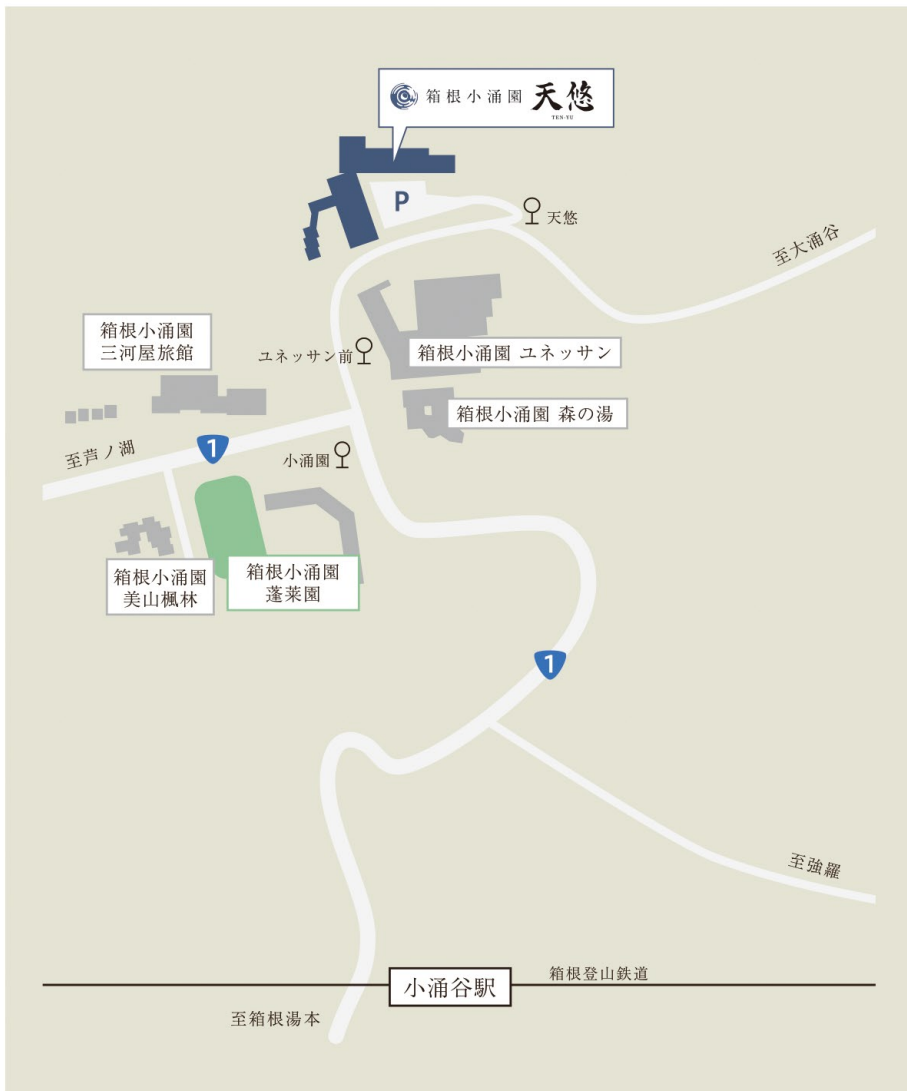 箱根小涌園 天悠
TEN-YU
P
天悠
至大涌谷
箱根小涌園
三河屋旅館
ユネッサン前
箱根小涌園 ユネッサン
箱根小涌園 森の湯
至芦ノ湖
1
小涌園
箱根小涌園
美山楓林
箱根小涌園
蓬莱園
1
至強羅
小涌谷駅
箱根登山鉄道
至箱根湯本